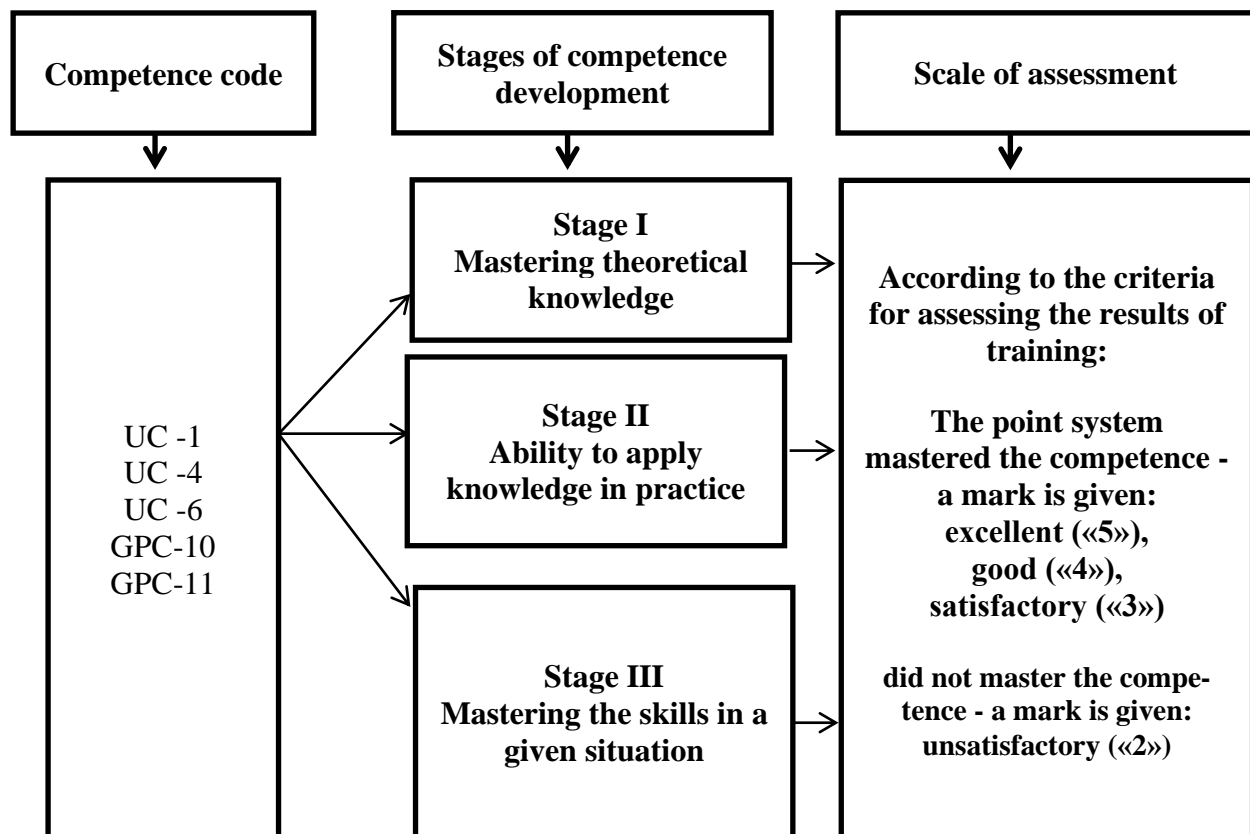 Competence code
Stages of competence
development
Scale of assessment
UC -1
UC -4
UC -6
GPC-10
GPC-11
Stage I
Mastering theoretical
knowledge
Stage II
Ability to apply
knowledge in practice
Stage III
Mastering the skills in a
given situation
According to the criteria
for assessing the results of
training:
The point system
mastered the competence -
a mark is given:
excellent («5»),
good («4»),
satisfactory («3»)
did not master the compe-
tence - a mark is given:
unsatisfactory («2»)